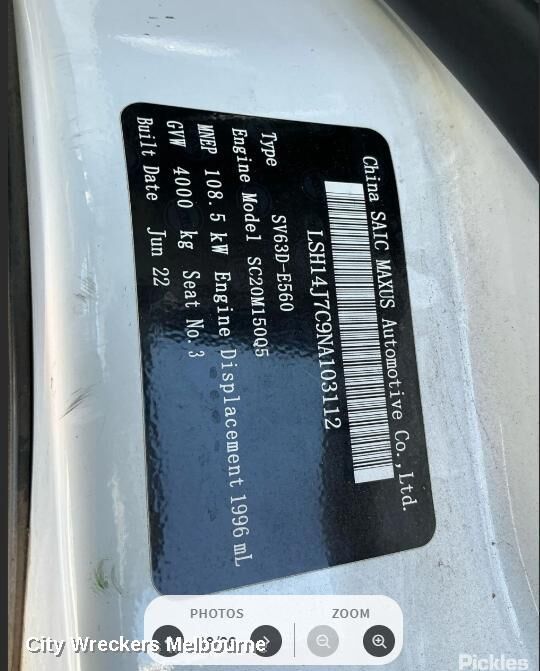 China SAIC MAXUS Automotive Co.,Ltd.
LSH14J7C9NA103112
Type SV63D-E560
Engine Model SC20M150Q5
MNEP 108.5 kW Engine Displacement 1996 mL
GVW 4000 kg Seat No.3
Built Date Jun 22
PHOTOS ZOOM
City Wreckers Melbourne
Pickles